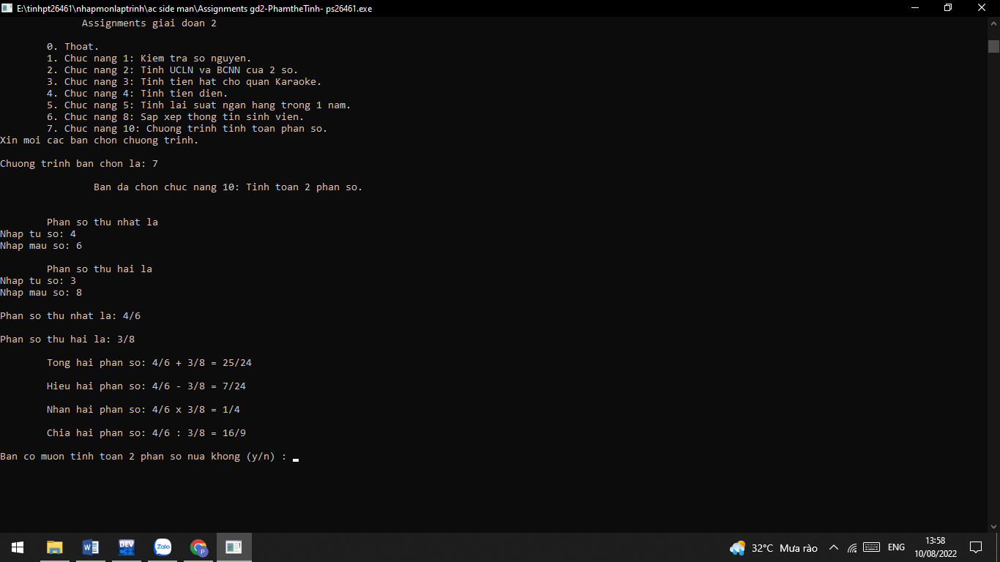 E:\tinhpt26461\nhapmonlaptrinh\ac side man\Assignments gd2-PhamtheTinh- ps26461.exe
Assignments giai doan 2
0. Thoat.
1. Chuc nang 1: Kiem tra so nguyen.
2. Chuc nang 2: Tinh UCLN va BCNN cua 2 so.
3. Chuc nang 3: Tinh tien hat cho quan Karaoke.
4. Chuc nang 4: Tinh tien dien.
5. Chuc nang 5: Tinh lai suat ngan hang trong 1 nam.
6. Chuc nang 8: Sap xep thong tin sinh vien.
7. Chuc nang 10: Chuong trinh tinh toan phan so.
Xin moi cac ban chon chuong trinh.
Chuong trinh ban chon la: 7
Ban da chon chuc nang 10: Tinh toan 2 phan so.
Phan so thu nhat la
Nhap tu so: 4
Nhap mau so: 6
Phan so thu hai la
Nhap tu so: 3
Nhap mau so: 8
Phan so thu nhat la: 4/6
Phan so thu hai la: 3/8
Tong hai phan so: 4/6 + 3/8 = 25/24
Hieu hai phan so: 4/6 - 3/8 = 7/24
Nhan hai phan so: 4/6 x 3/8 = 1/4
Chia hai phan so: 4/6 : 3/8 = 16/9
Ban co muon tinh toan 2 phan so nua khong (y/n) :
DEV
Zalo
P
32°C Mưa rào
ENG
13:58
10/08/2022